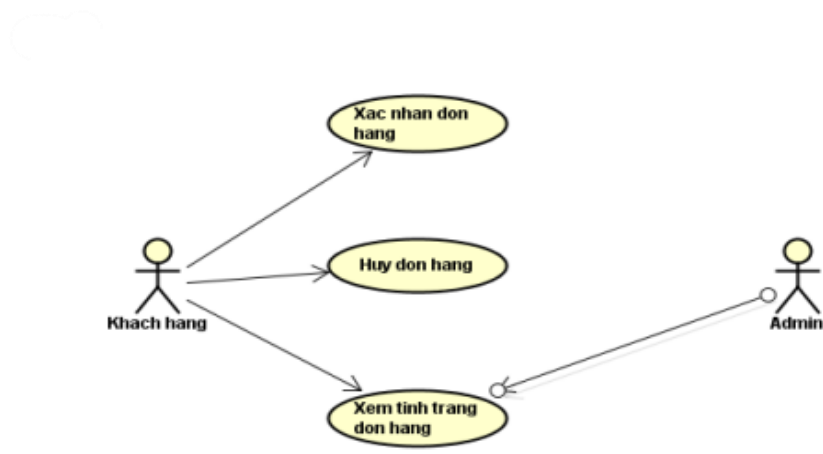 Xac nhan don
hang
Huy don hang
Khach hang
Admin
Xem tinh trang
don hang